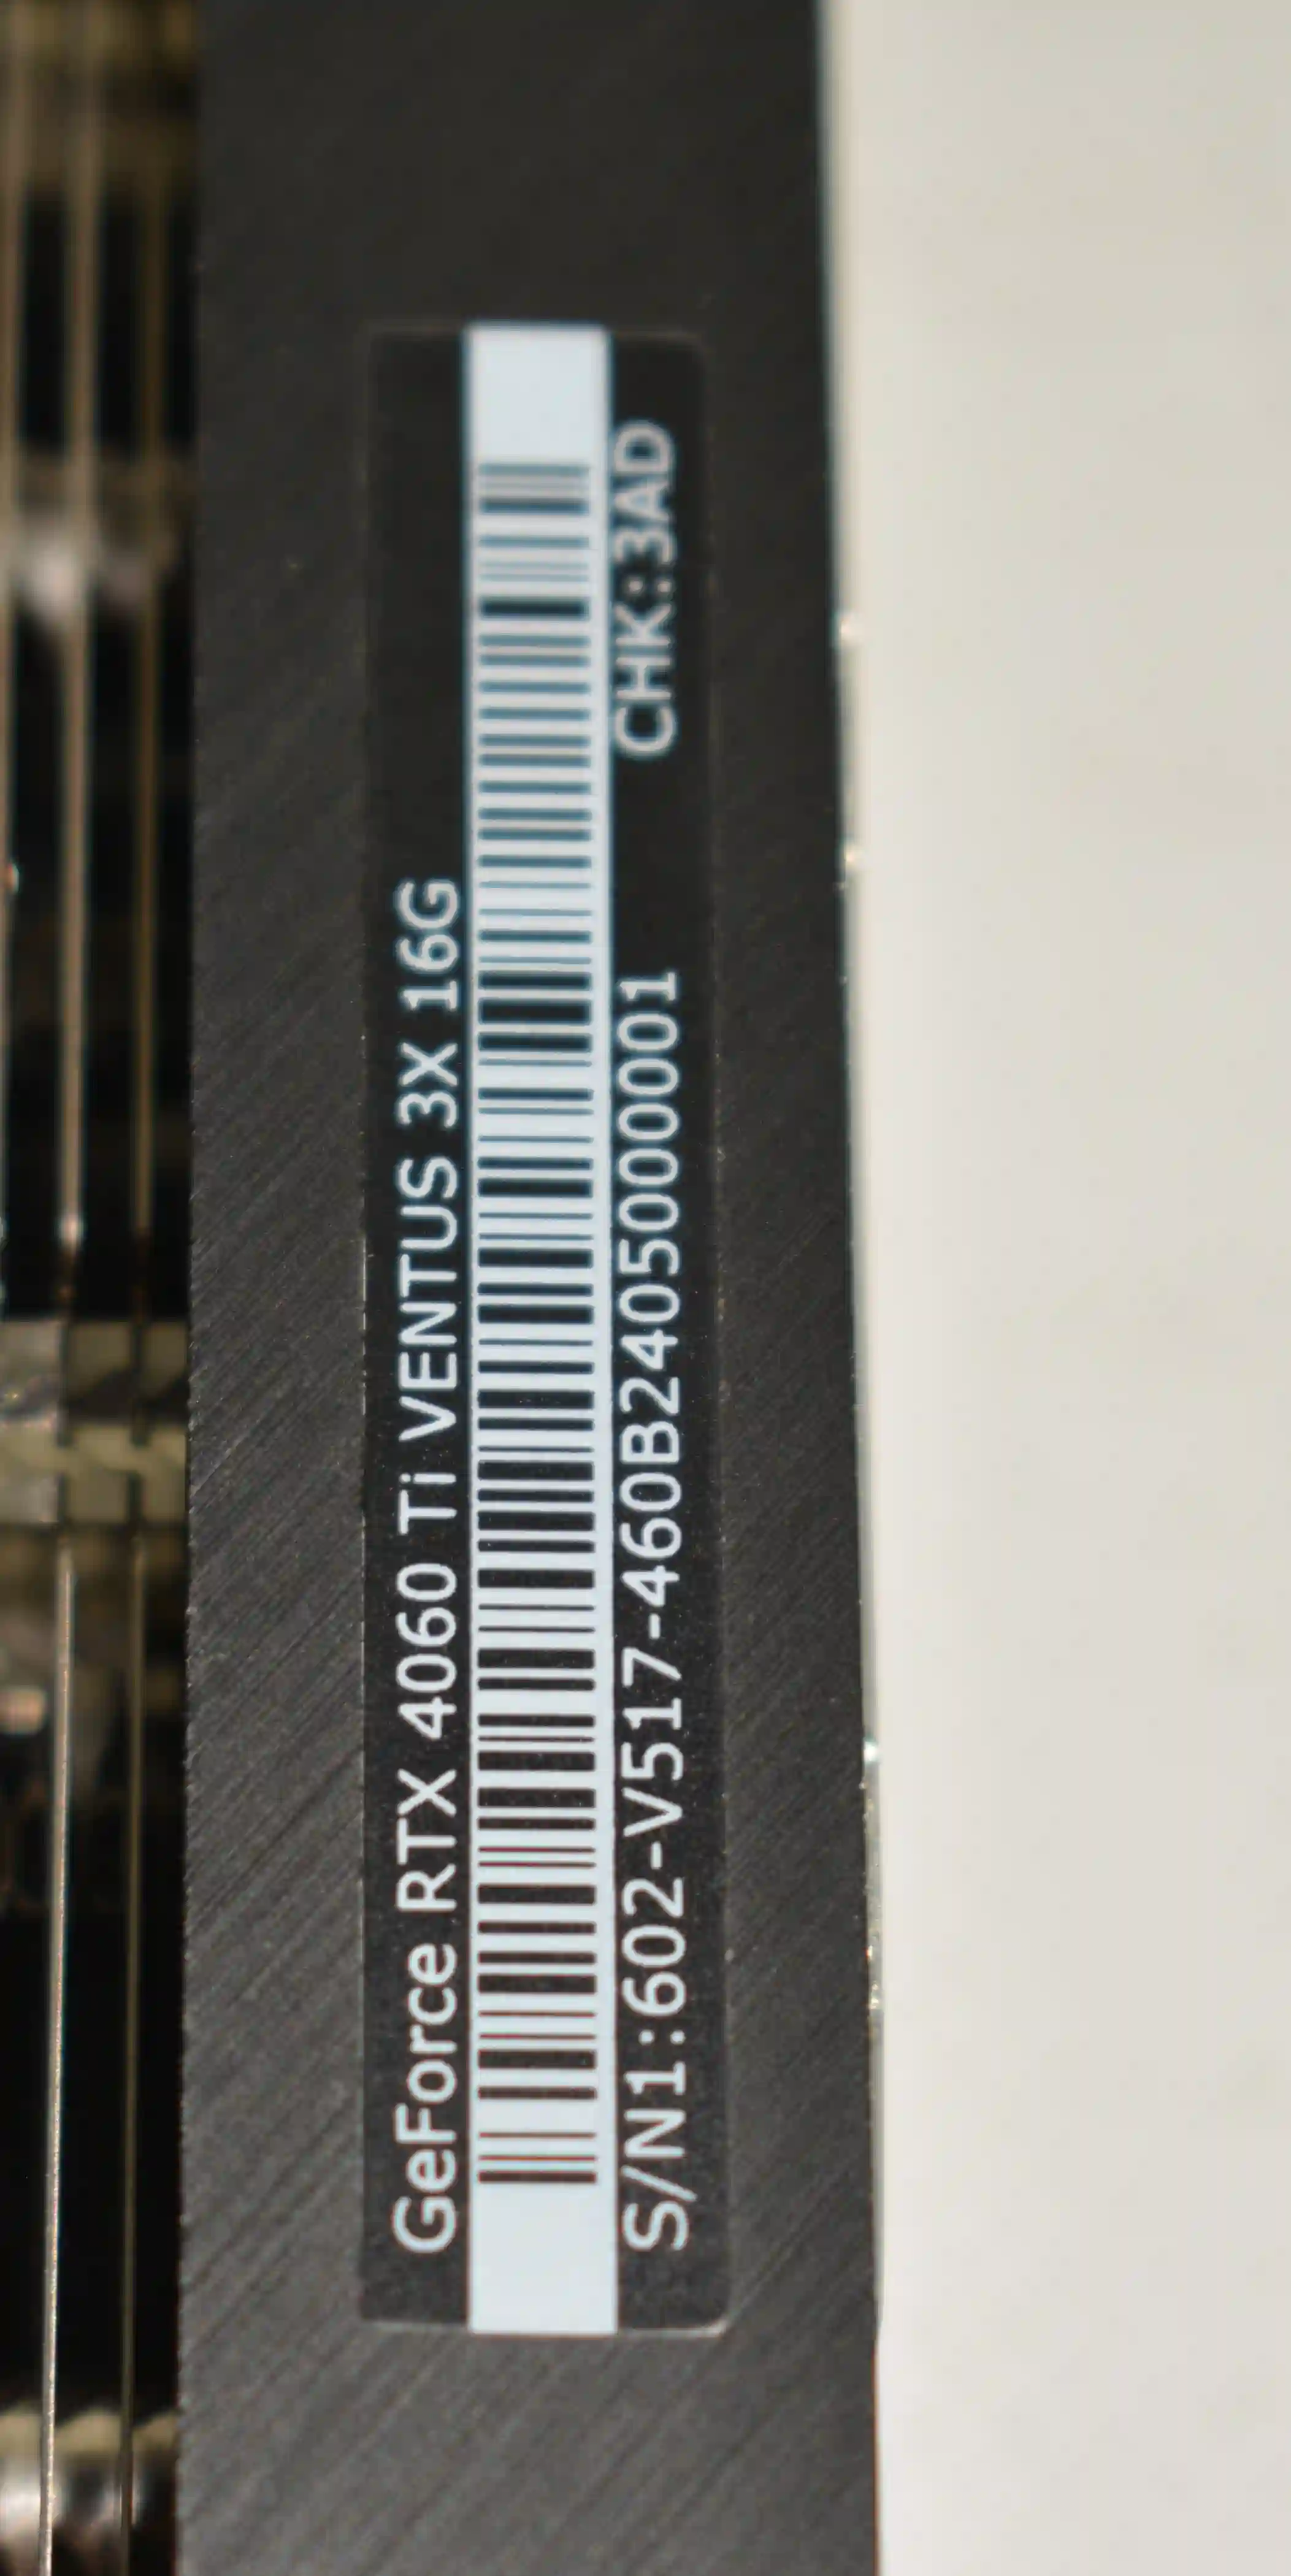 GeForce RTX 4060 Ti VENTUS 3X 16G
S/N1:602-V517-460B2405000001 CHK:3AD